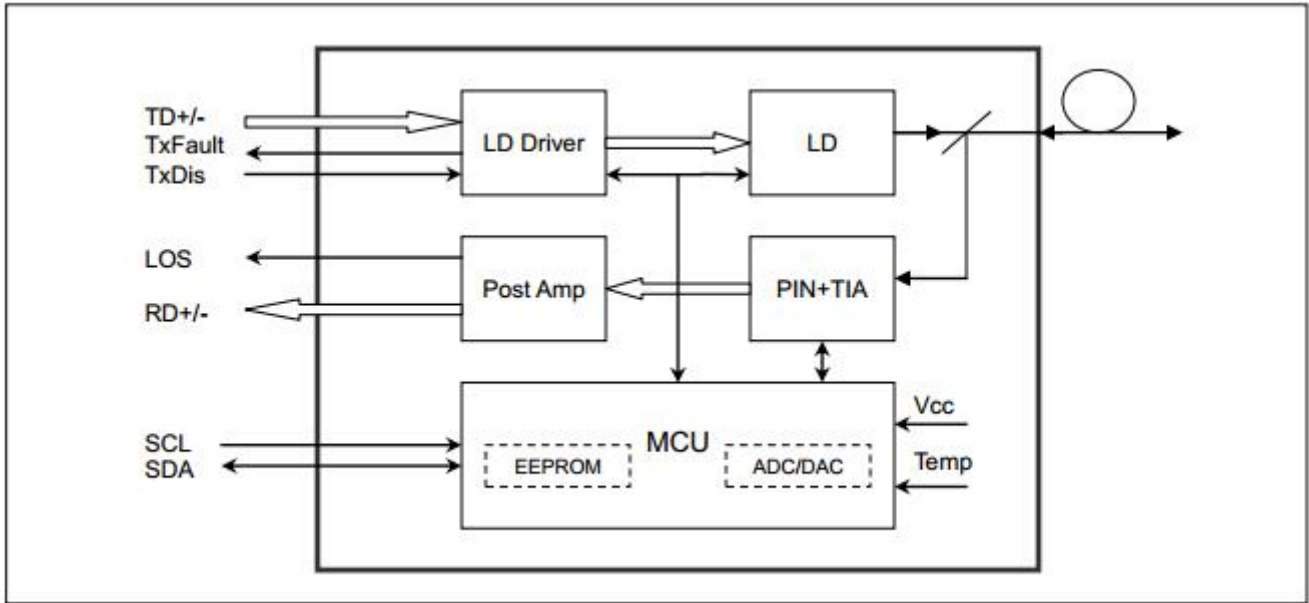 TD+/-
TxFault
TxDis
LD Driver
LD
LOS
RD+/-
Post Amp
PIN+TIA
SCL
SDA
MCU
EEPROM
ADC/DAC
Vcc
Temp